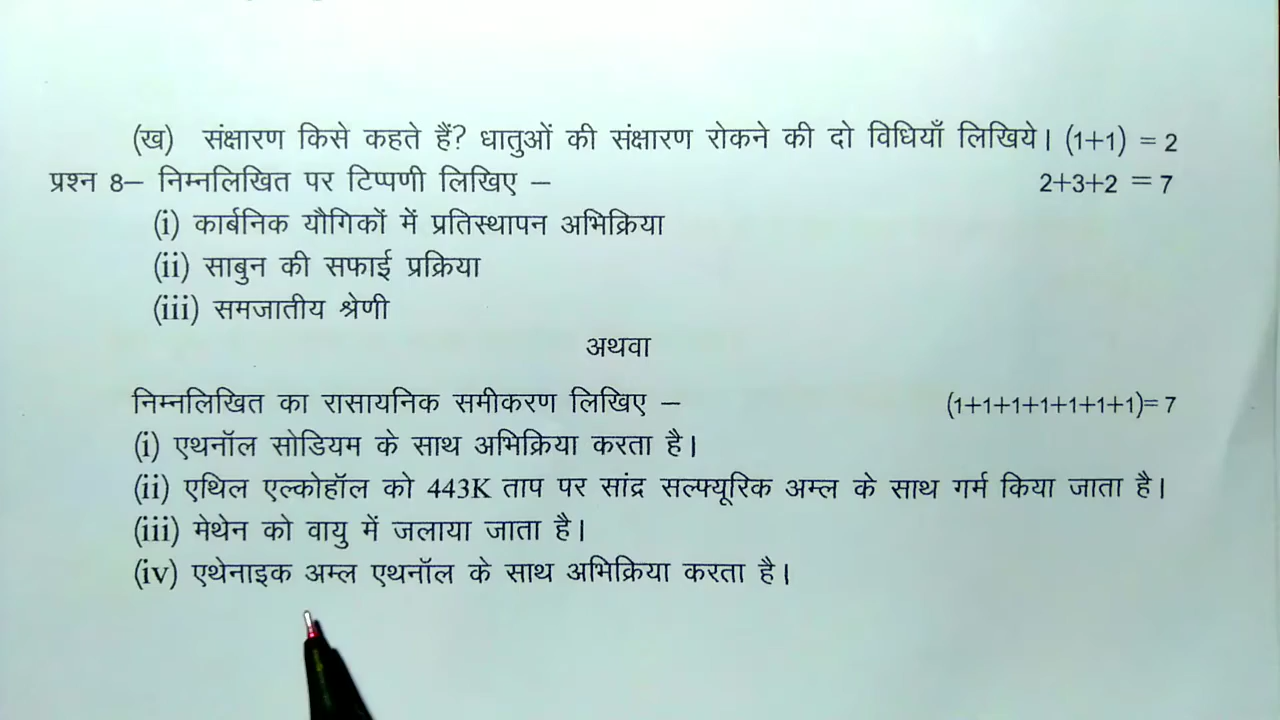 (ख) संक्षारण किसे कहते हैं? धातुओं की संक्षारण रोकने की दो विधियाँ लिखिये। (1+1) = 2
प्रश्न 8– निम्नलिखित पर टिप्पणी लिखिए – 2+3+2 = 7
(i) कार्बनिक यौगिकों में प्रतिस्थापन अभिक्रिया
(ii) साबुन की सफाई प्रक्रिया
(iii) समजातीय श्रेणी
अथवा
निम्नलिखित का रासायनिक समीकरण लिखिए – (1+1+1+1+1+1+1)= 7
(i) एथनॉल सोडियम के साथ अभिक्रिया करता है।
(ii) एथिल एल्कोहॉल को 443K ताप पर सांद्र सल्फ्यूरिक अम्ल के साथ गर्म किया जाता है।
(iii) मेथेन को वायु में जलाया जाता है।
(iv) एथेनाइक अम्ल एथनॉल के साथ अभिक्रिया करता है।